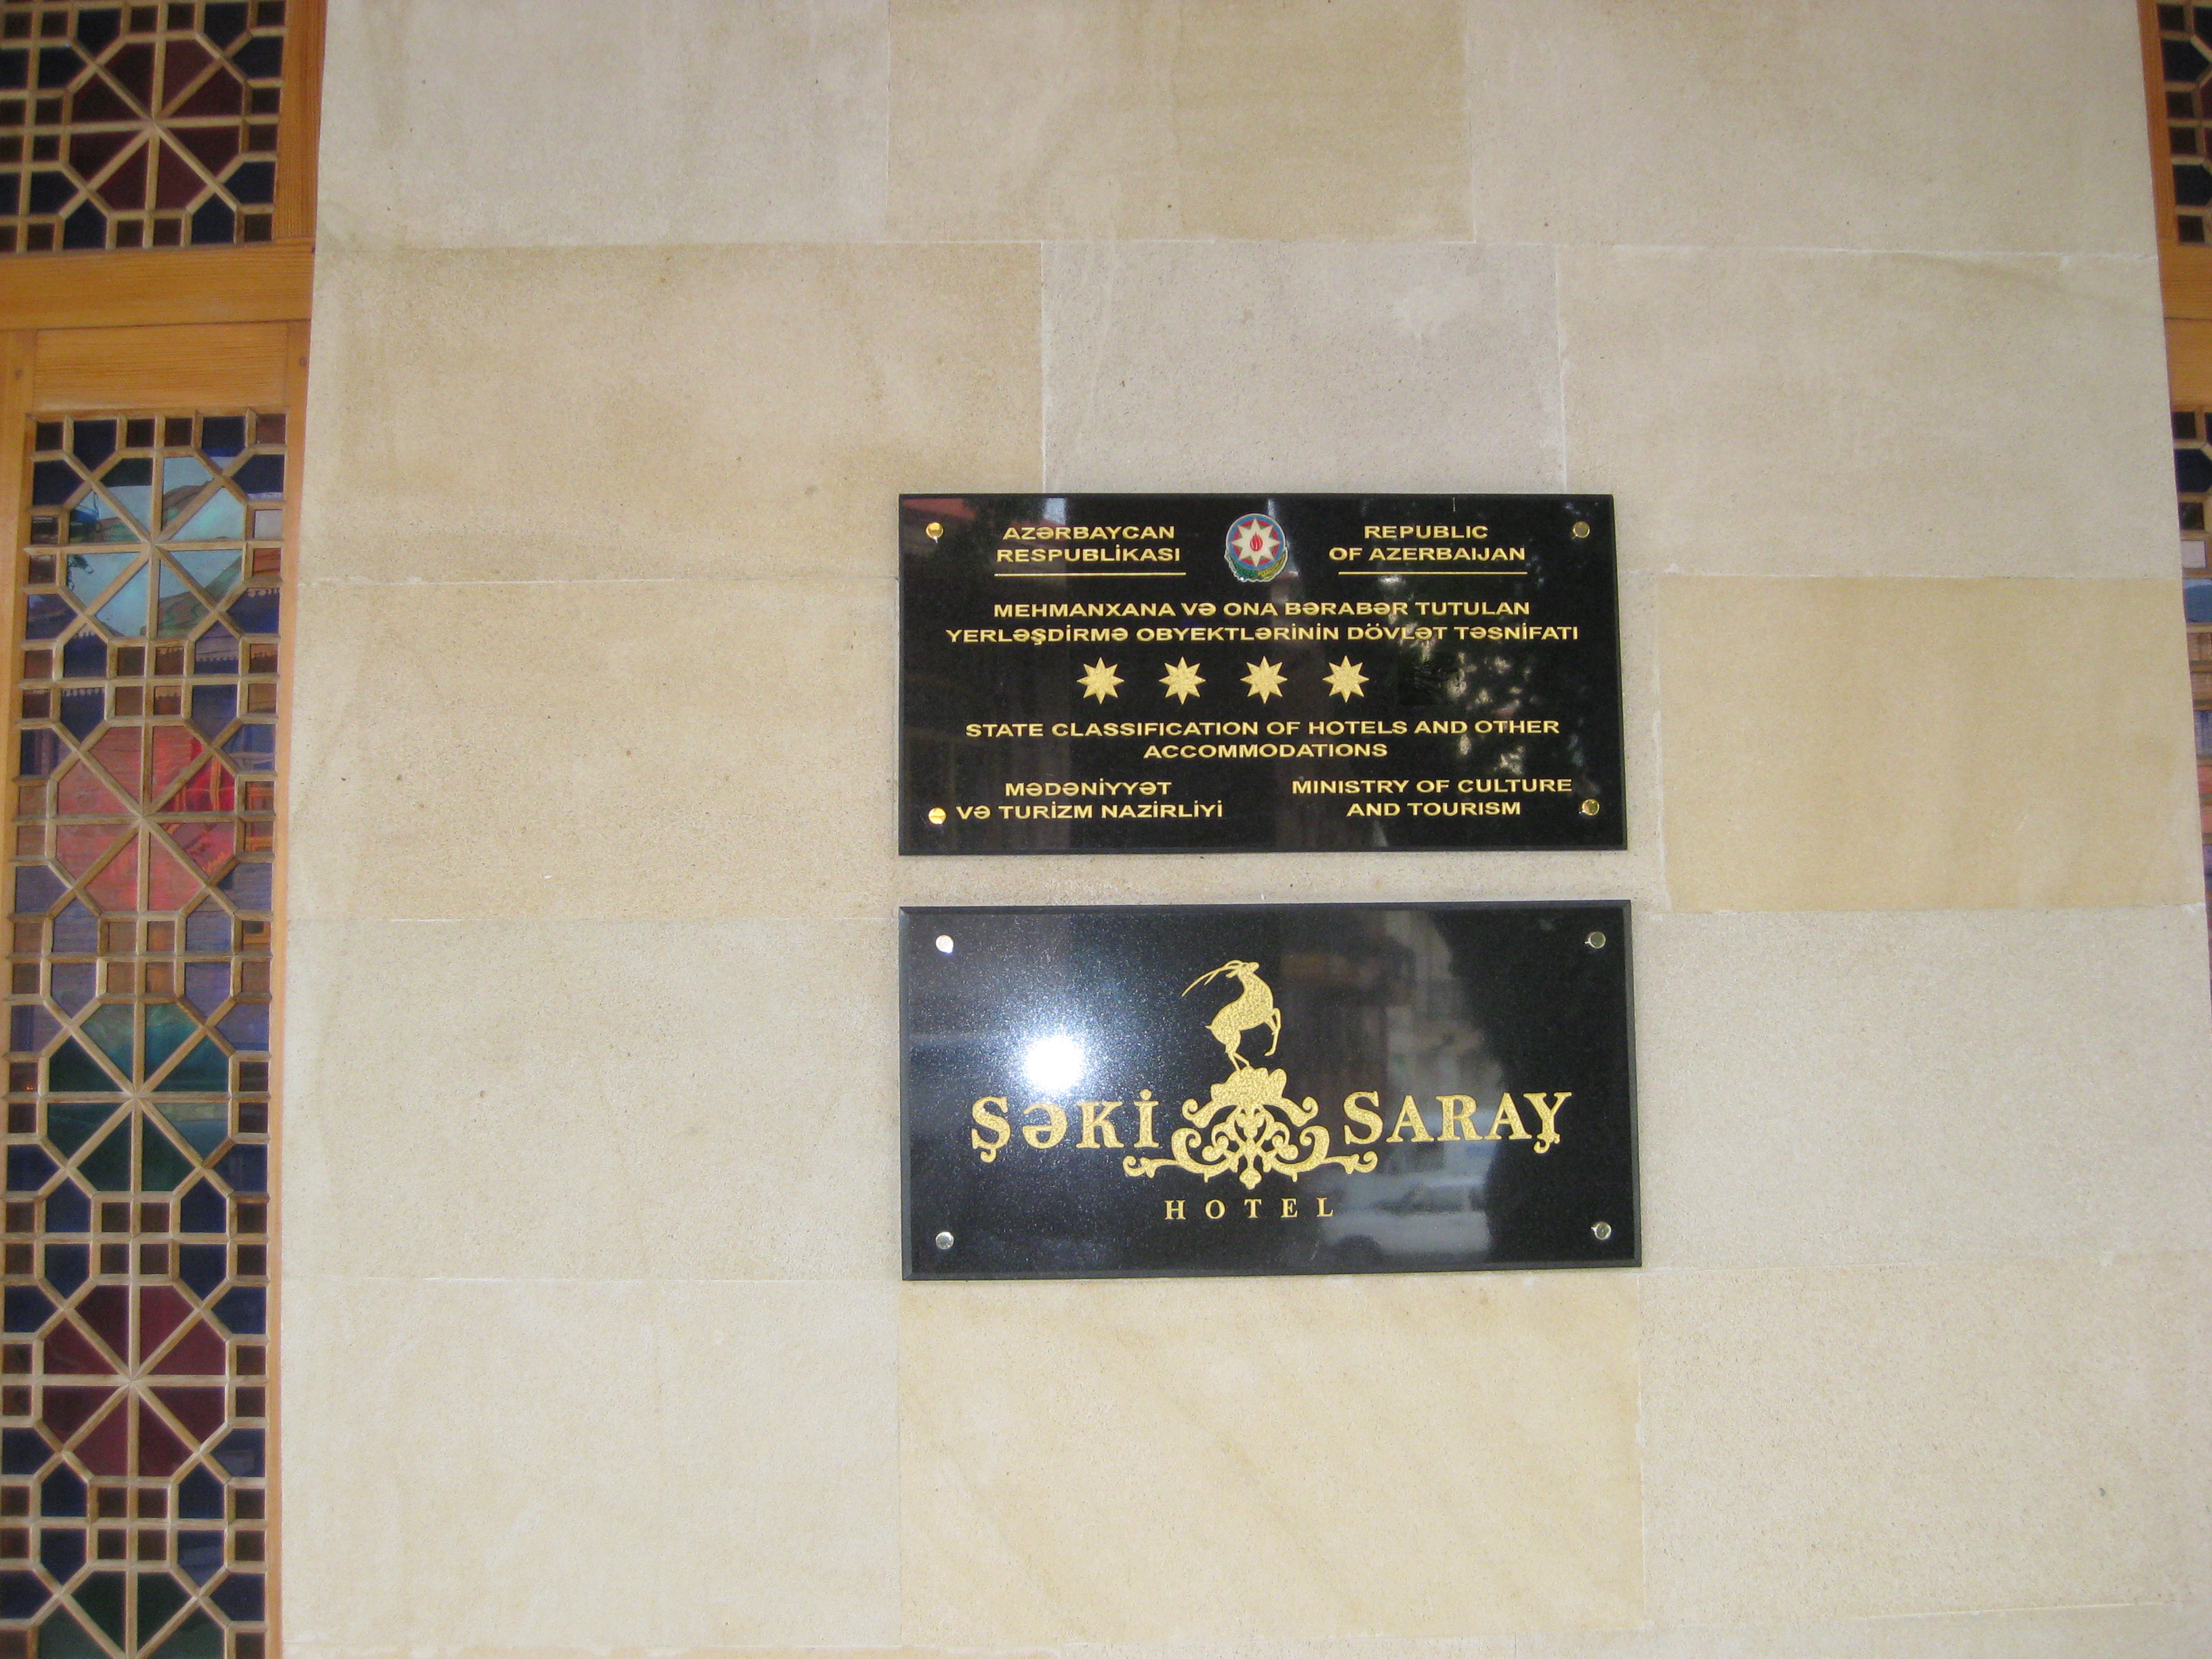 AZƏRBAYCAN
RESPUBLİKASI
REPUBLIC
OF AZERBAIJAN
MEHMANXANA VƏ ONA BƏRABƏR TUTULAN
YERLƏŞDİRMƏ OBYEKTLƏRİNİN DÖVLƏT TƏSNİFATI
STATE CLASSIFICATION OF HOTELS AND OTHER
ACCOMMODATIONS
MƏDƏNİYYƏT
VƏ TURİZM NAZİRLİYİ
MINISTRY OF CULTURE
AND TOURISM
ŞƏKİ SARAY
HOTEL